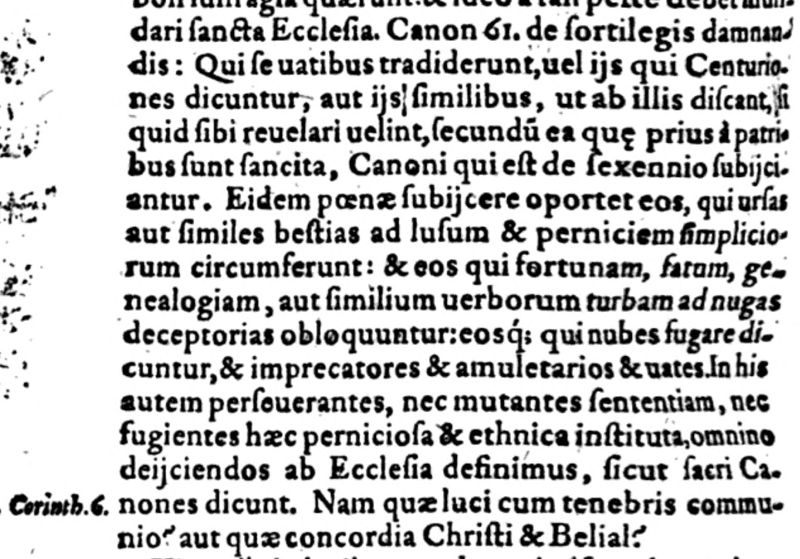 dari ſancta Eccleſia. Canon 61. de ſortilegis damnan-
dis: Qui ſe uatibus tradiderunt, uel ijs qui Centurio-
nes dicuntur, aut ijs ſimilibus, ut ab illis diſcant, ſi
quid ſibi reuelari uelint, ſecundū ea quę prius à patri-
bus ſunt ſancita, Canoni qui eſt de ſexennio ſubijci-
antur. Eidem pœnæ ſubijcere oportet eos, qui urſas
aut ſimiles beſtias ad luſum & perniciem ſimplicio-
rum circumferunt: & eos qui fortunam, fatum, ge-
nealogiam, aut ſimilium uerborum turbam ad nugas
deceptorias obloquuntur: eosq́; qui nubes fugare di-
cuntur, & imprecatores & amuletarios & uates. In his
autem perſeuerantes, nec mutantes ſententiam, nec
fugientes hæc pernicioſa & ethnica inſtituta, omnino
deijciendos ab Eccleſia definimus, ſicut ſacri Ca-
Corinth. 6. nones dicunt. Nam quæ luci cum tenebris commu-
nio? aut quæ concordia Chriſti & Belial?